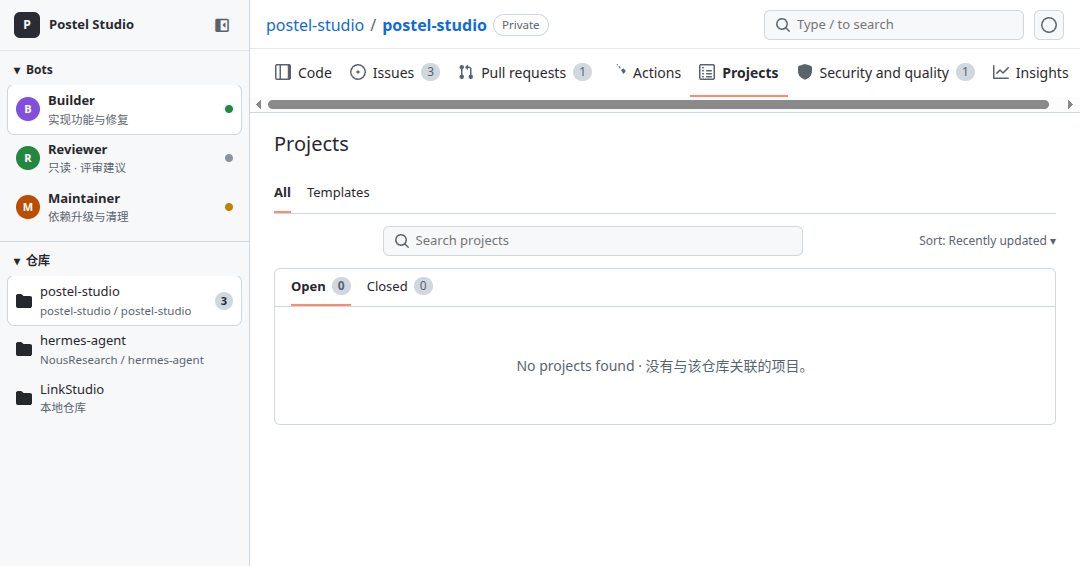 P Postel Studio
▼ Bots
B Builder
实现功能与修复
R Reviewer
只读 · 评审建议
M Maintainer
依赖升级与清理
▼ 仓库
postel-studio
postel-studio / postel-studio 3
hermes-agent
NousResearch / hermes-agent
LinkStudio
本地仓库
postel-studio / postel-studio Private
Type / to search
Code Issues 3 Pull requests 1 Actions Projects Security and quality 1 Insights
Projects
All Templates
Search projects Sort: Recently updated ▾
Open 0 Closed 0
No projects found · 没有与该仓库关联的项目。